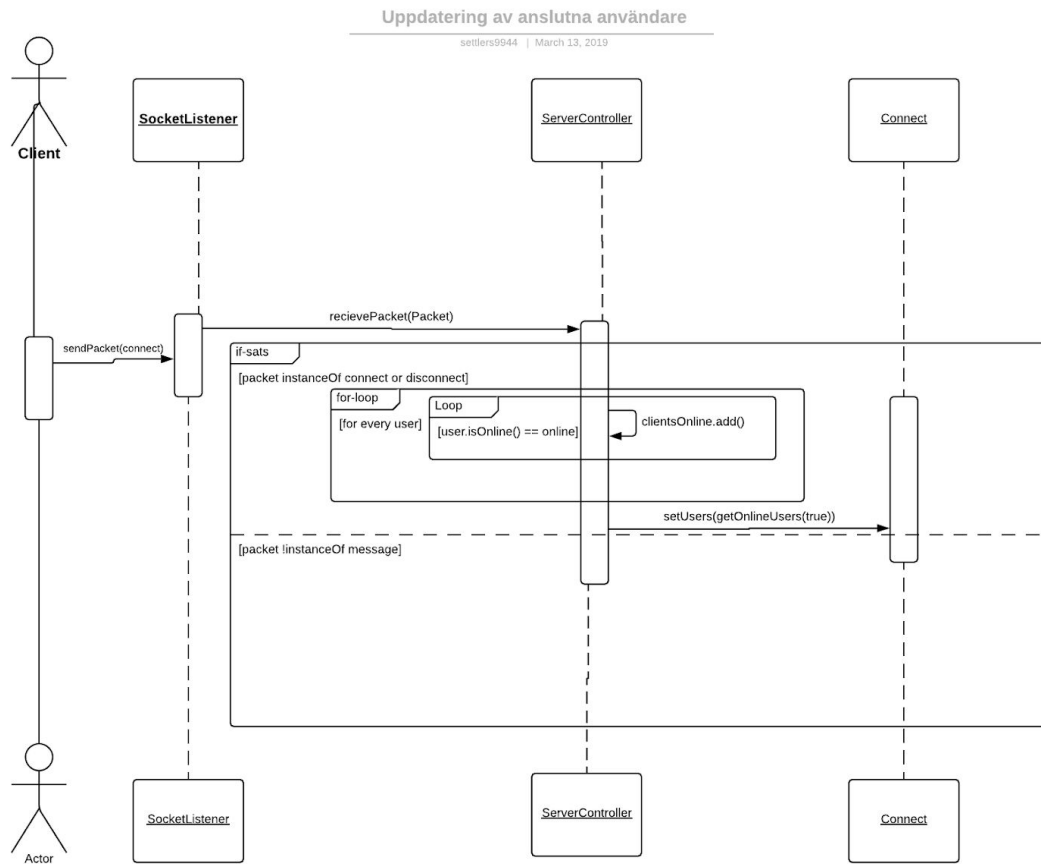 Uppdatering av anslutna användare
settlers9944 | March 13, 2019
Client
SocketListener
ServerController
Connect
recievePacket(Packet)
sendPacket(connect)
if-sats
[packet instanceOf connect or disconnect]
for-loop
[for every user]
Loop
[user.isOnline() == online]
clientsOnline.add()
setUsers(getOnlineUsers(true))
[packet !instanceOf message]
Actor
SocketListener
ServerController
Connect